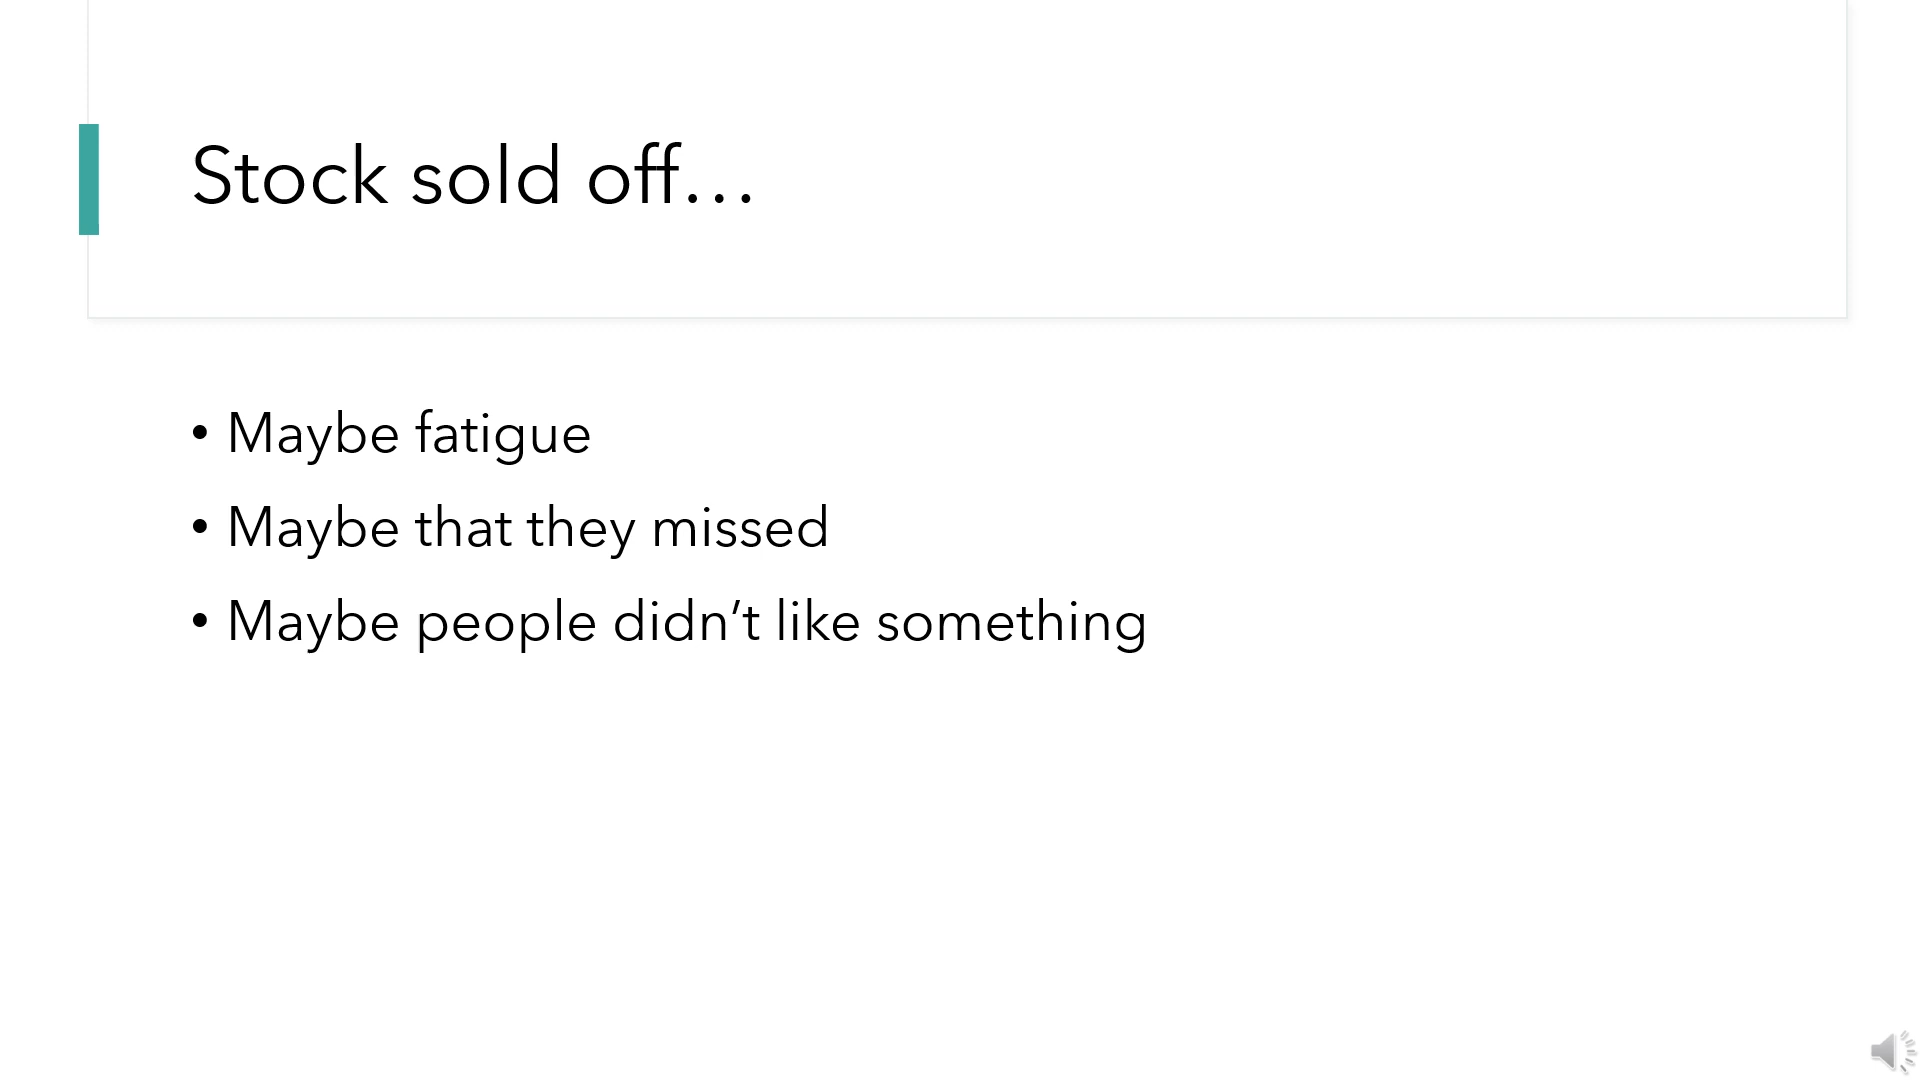 Stock sold off…
• Maybe fatigue
• Maybe that they missed
• Maybe people didn’t like something